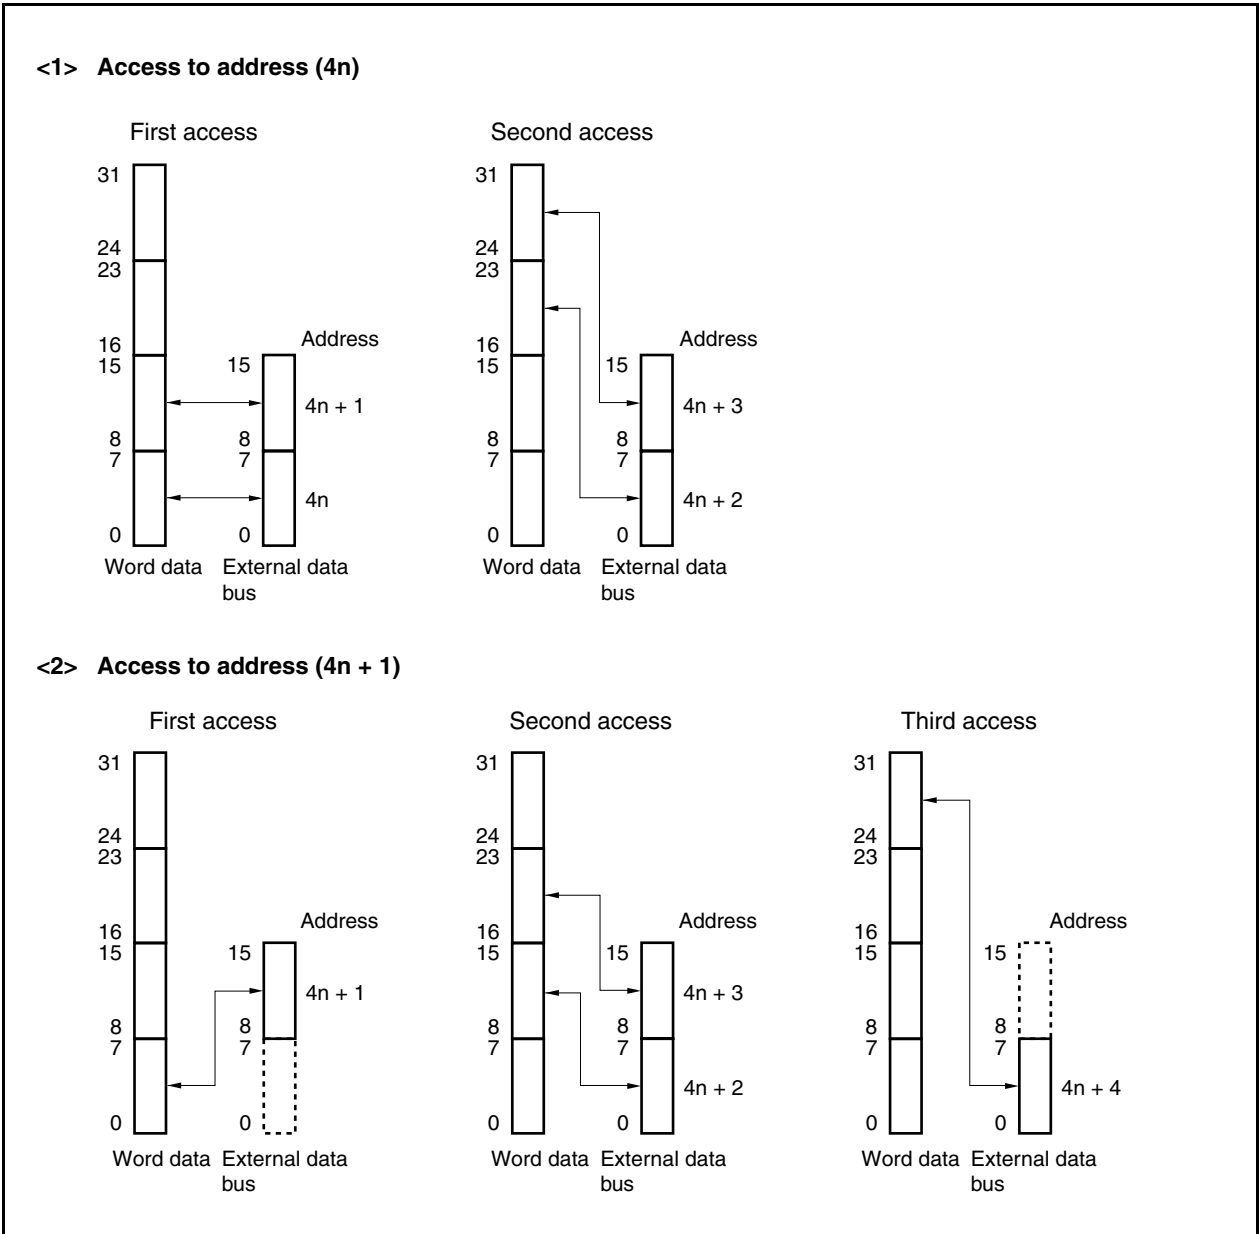 <1> Access to address (4n)
First access
Second access
31
24
23
16
15
8
7
0
Address
15
4n + 1
8
7
4n
0
Word data
External data
bus
31
24
23
16
15
8
7
0
Address
15
4n + 3
8
7
4n + 2
0
Word data
External data
bus
<2> Access to address (4n + 1)
First access
Second access
Third access
31
24
23
16
15
8
7
0
Address
15
4n + 1
8
7
0
Word data
External data
bus
31
24
23
16
15
8
7
0
Address
15
4n + 3
8
7
4n + 2
0
Word data
External data
bus
31
24
23
16
15
8
7
0
Address
15
8
7
4n + 4
0
Word data
External data
bus